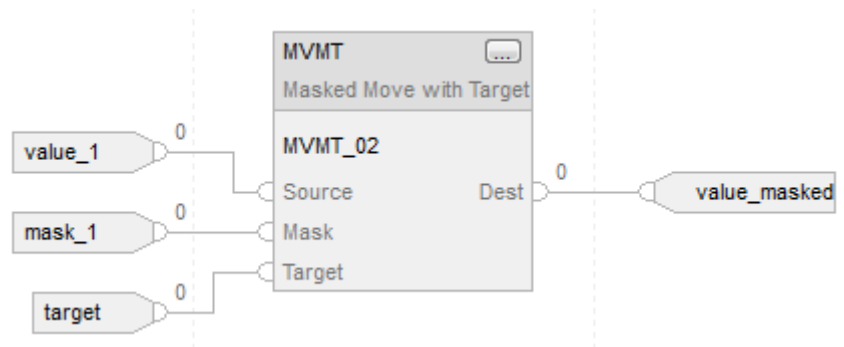 MVMT
...
Masked Move with Target
MVMT_02
value_1
0
Source
Dest
0
value_masked
mask_1
0
Mask
target
0
Target